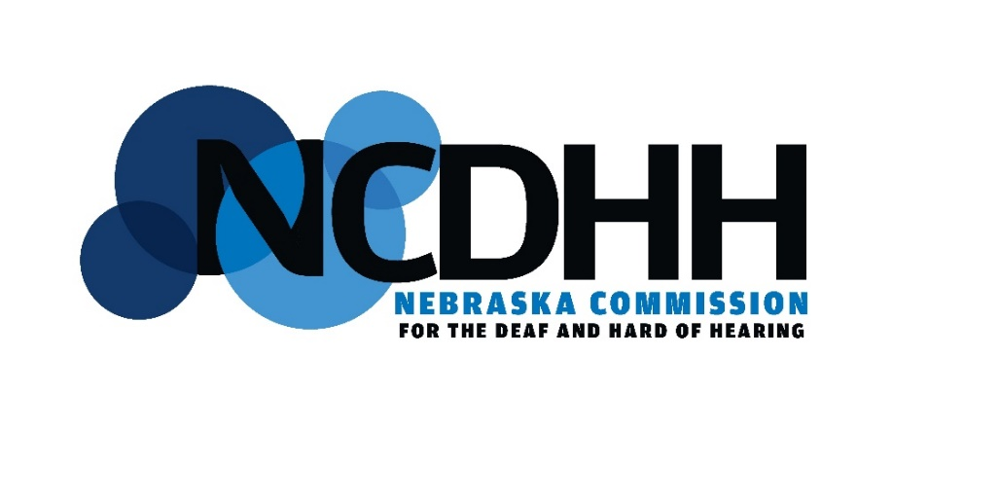 NCDHH
NEBRASKA COMMISSION
FOR THE DEAF AND HARD OF HEARING